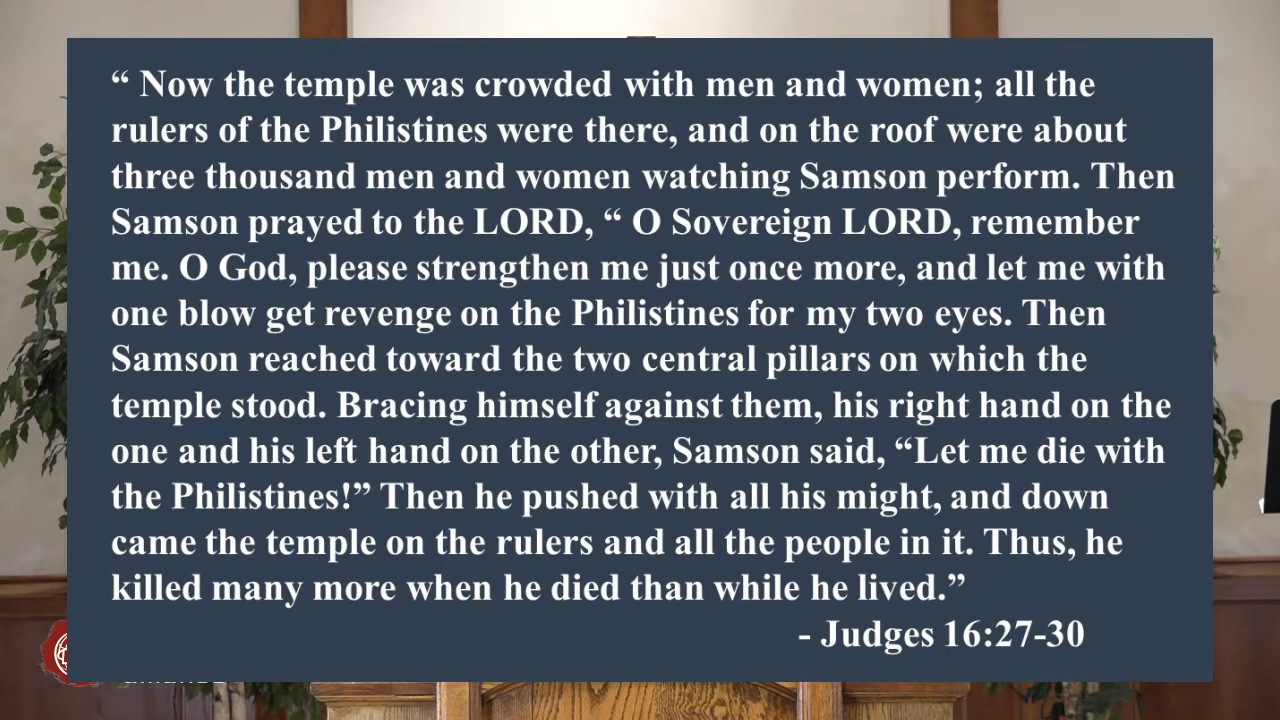 “ Now the temple was crowded with men and women; all the
rulers of the Philistines were there, and on the roof were about
three thousand men and women watching Samson perform. Then
Samson prayed to the LORD, “ O Sovereign LORD, remember
me. O God, please strengthen me just once more, and let me with
one blow get revenge on the Philistines for my two eyes. Then
Samson reached toward the two central pillars on which the
temple stood. Bracing himself against them, his right hand on the
one and his left hand on the other, Samson said, “Let me die with
the Philistines!” Then he pushed with all his might, and down
came the temple on the rulers and all the people in it. Thus, he
killed many more when he died than while he lived.”
- Judges 16:27-30